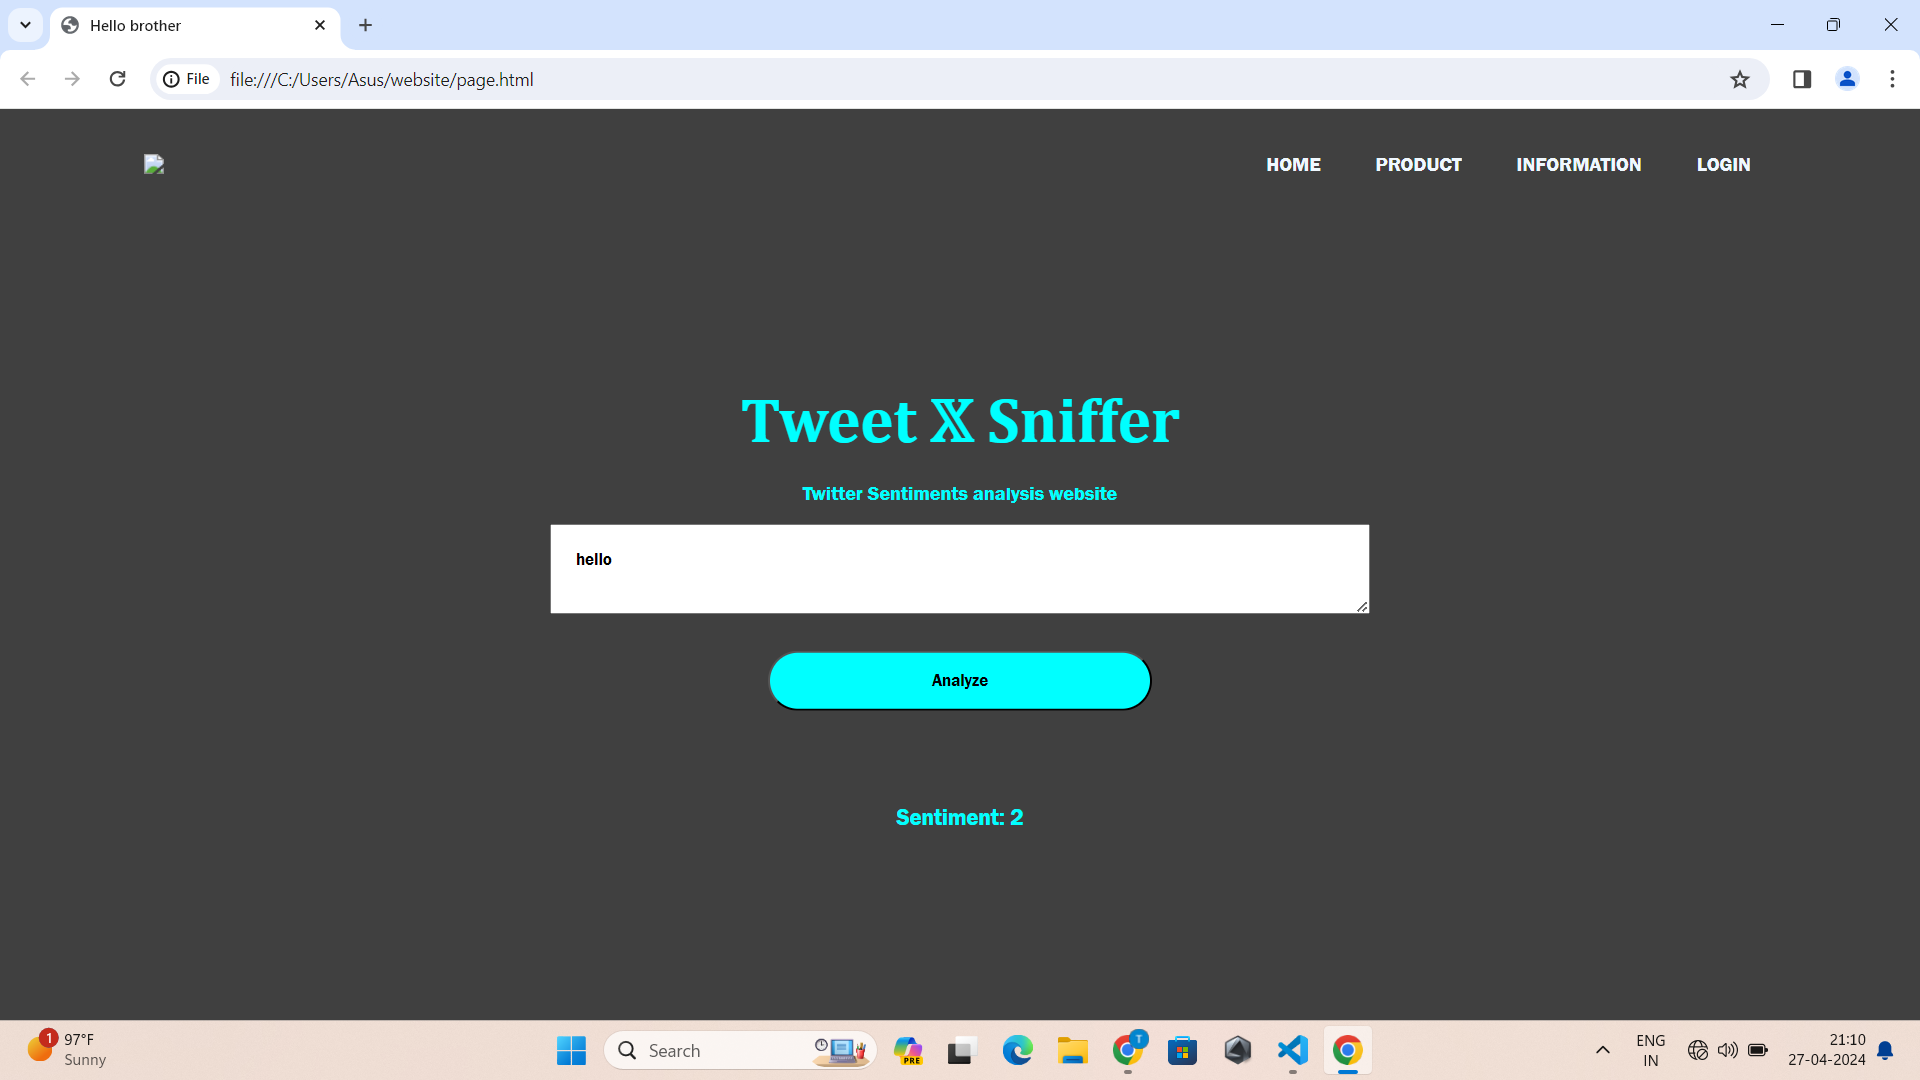 Hello brother
File file:///C:/Users/Asus/website/page.html
HOME PRODUCT INFORMATION LOGIN
Tweet 𝕏 Sniffer
Twitter Sentiments analysis website
hello
Analyze
Sentiment: 2
1 97°F
Sunny
Search
PRE
T
ENG
IN
21:10
27-04-2024